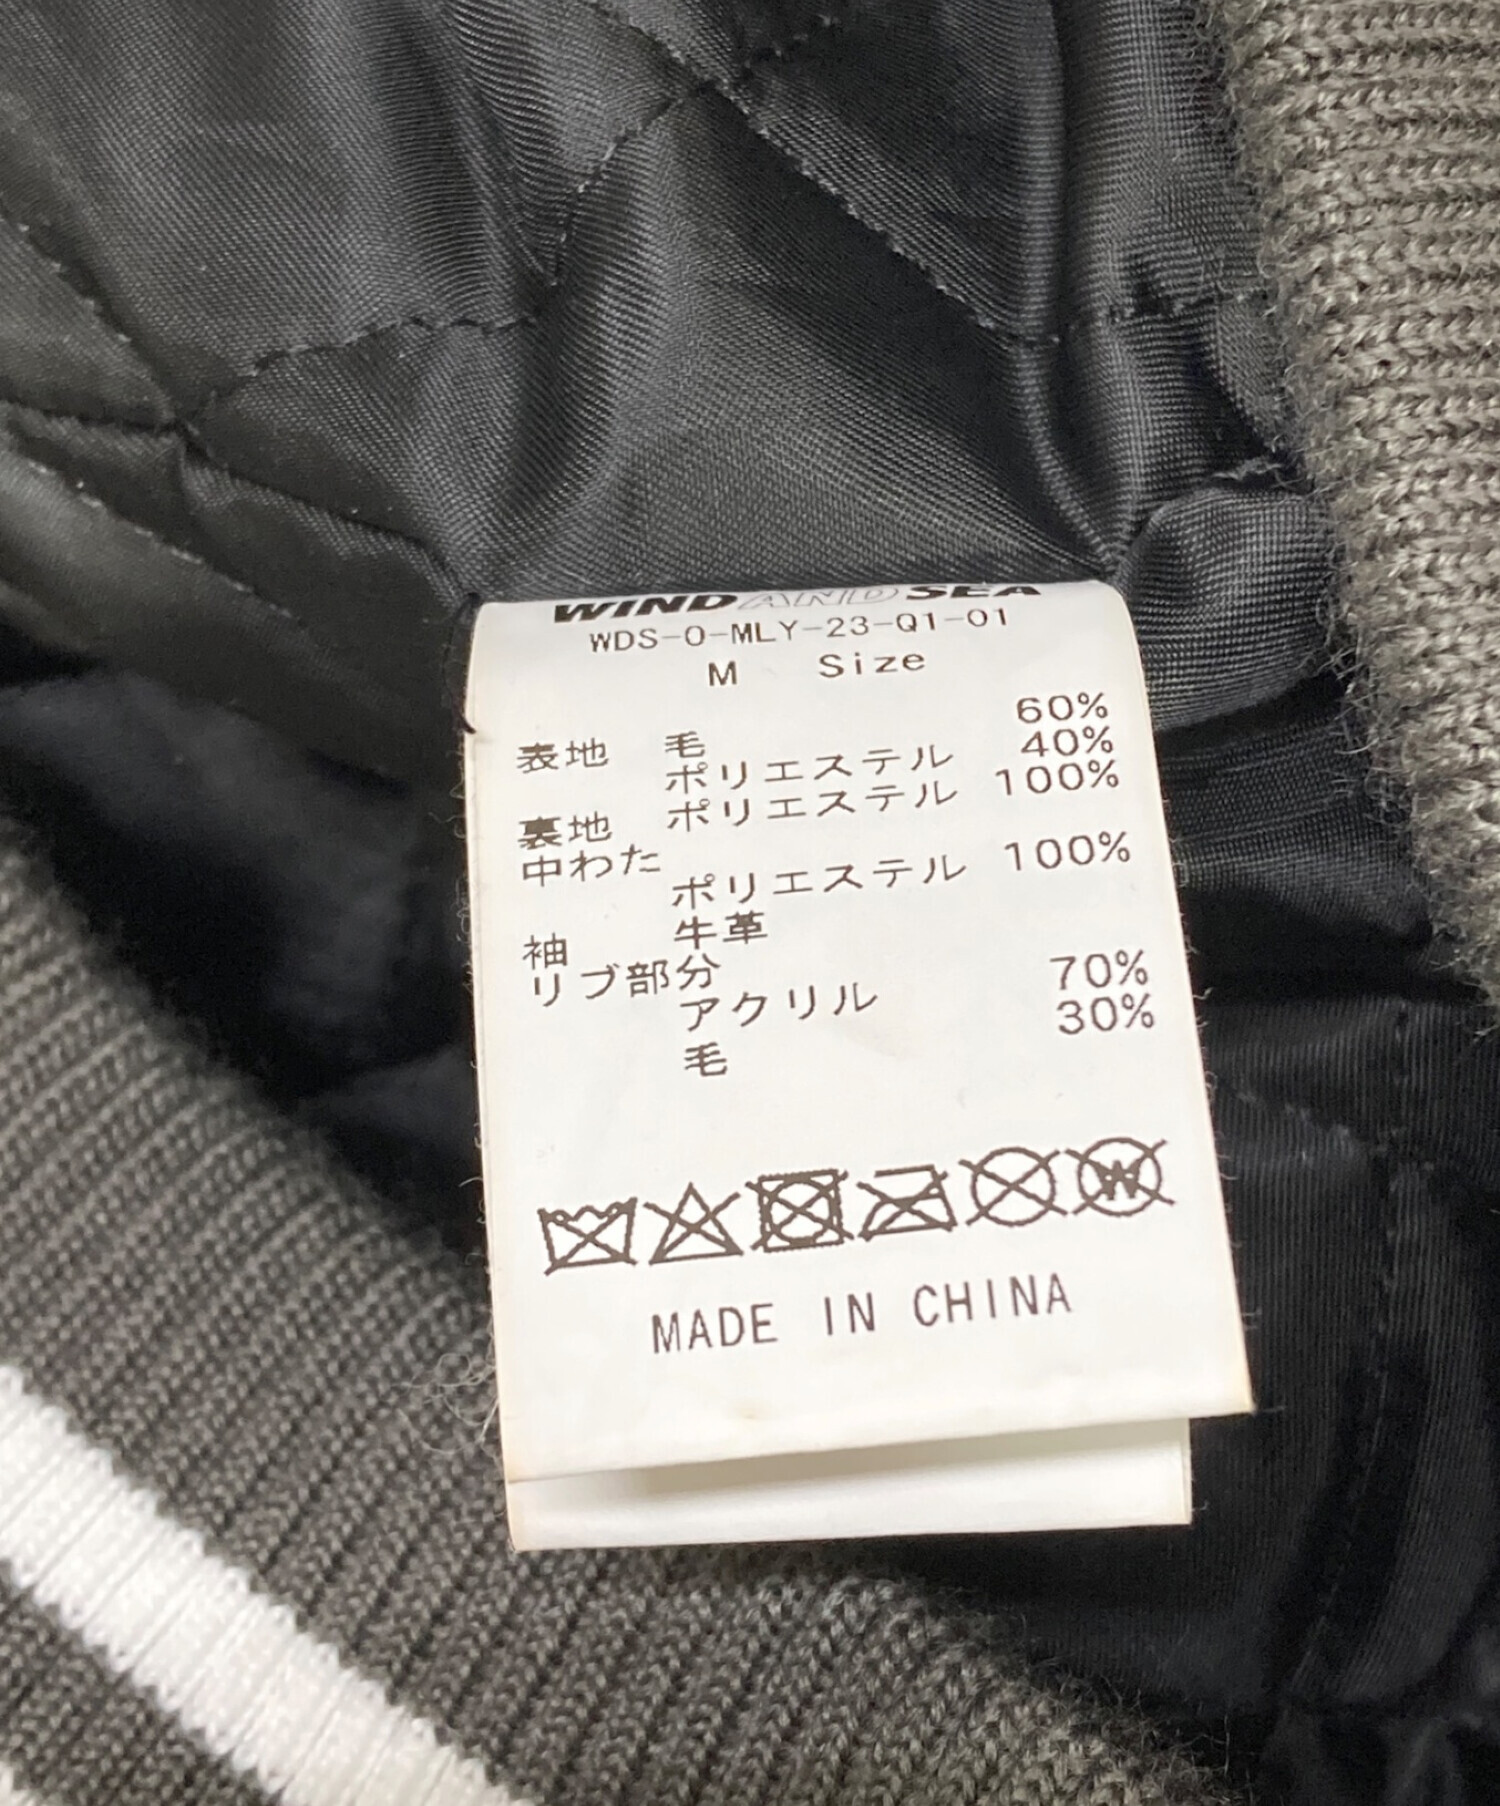 WIND AND SEA
WDS-O-MLY-23-Q1-01
M Size
表地 毛 60%
ポリエステル 40%
裏地 ポリエステル 100%
中わた
ポリエステル 100%
袖 牛革
リブ部分
アクリル 70%
毛 30%
W
MADE IN CHINA